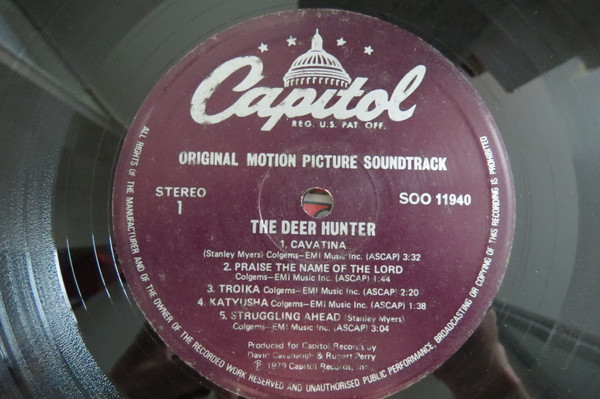 Capitol
REG. U.S. PAT. OFF.
ORIGINAL MOTION PICTURE SOUNDTRACK
STEREO
1
SOO 11940
THE DEER HUNTER
1. CAVATINA
(Stanley Myers) Colgems-EMI Music Inc. (ASCAP) 3:32
2. PRAISE THE NAME OF THE LORD
Colgems-EMI Music Inc. (ASCAP) 1:44
3. TROIKA Colgems-EMI Music Inc. (ASCAP) 2:20
4. KATYUSHA Colgems-EMI Music Inc. (ASCAP) 1:38
5. STRUGGLING AHEAD (Stanley Myers)
Colgems-EMI Music Inc. (ASCAP) 3:04
Produced for Capitol Records by
David Cavanaugh & Rupert Perry
℗ 1979 Capitol Records, Inc.
ALL RIGHTS OF THE MANUFACTURER AND OF THE OWNER OF THE RECORDED WORK RESERVED AND UNAUTHORISED PUBLIC PERFORMANCE, BROADCASTING OR COPYING OF THIS RECORDING IS PROHIBITED